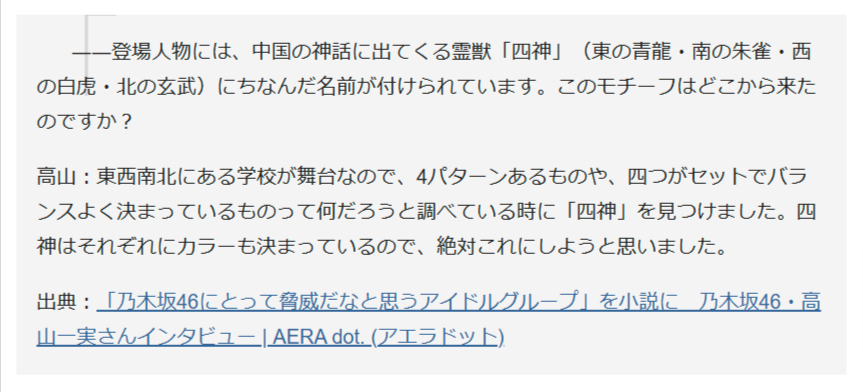 ――登場人物には、中国の神話に出てくる霊獣「四神」（東の青龍・南の朱雀・西
の白虎・北の玄武）にちなんだ名前が付けられています。このモチーフはどこから来た
のですか？
高山：東西南北にある学校が舞台なので、4パターンあるものや、四つがセットでバラ
ンスよく決まっているものって何だろうと調べている時に「四神」を見つけました。四
神はそれぞれにカラーも決まっているので、絶対これにしようと思いました。
出典：「乃木坂46にとって脅威だなと思うアイドルグループ」を小説に　乃木坂46・高
山一実さんインタビュー | AERA dot. (アエラドット)